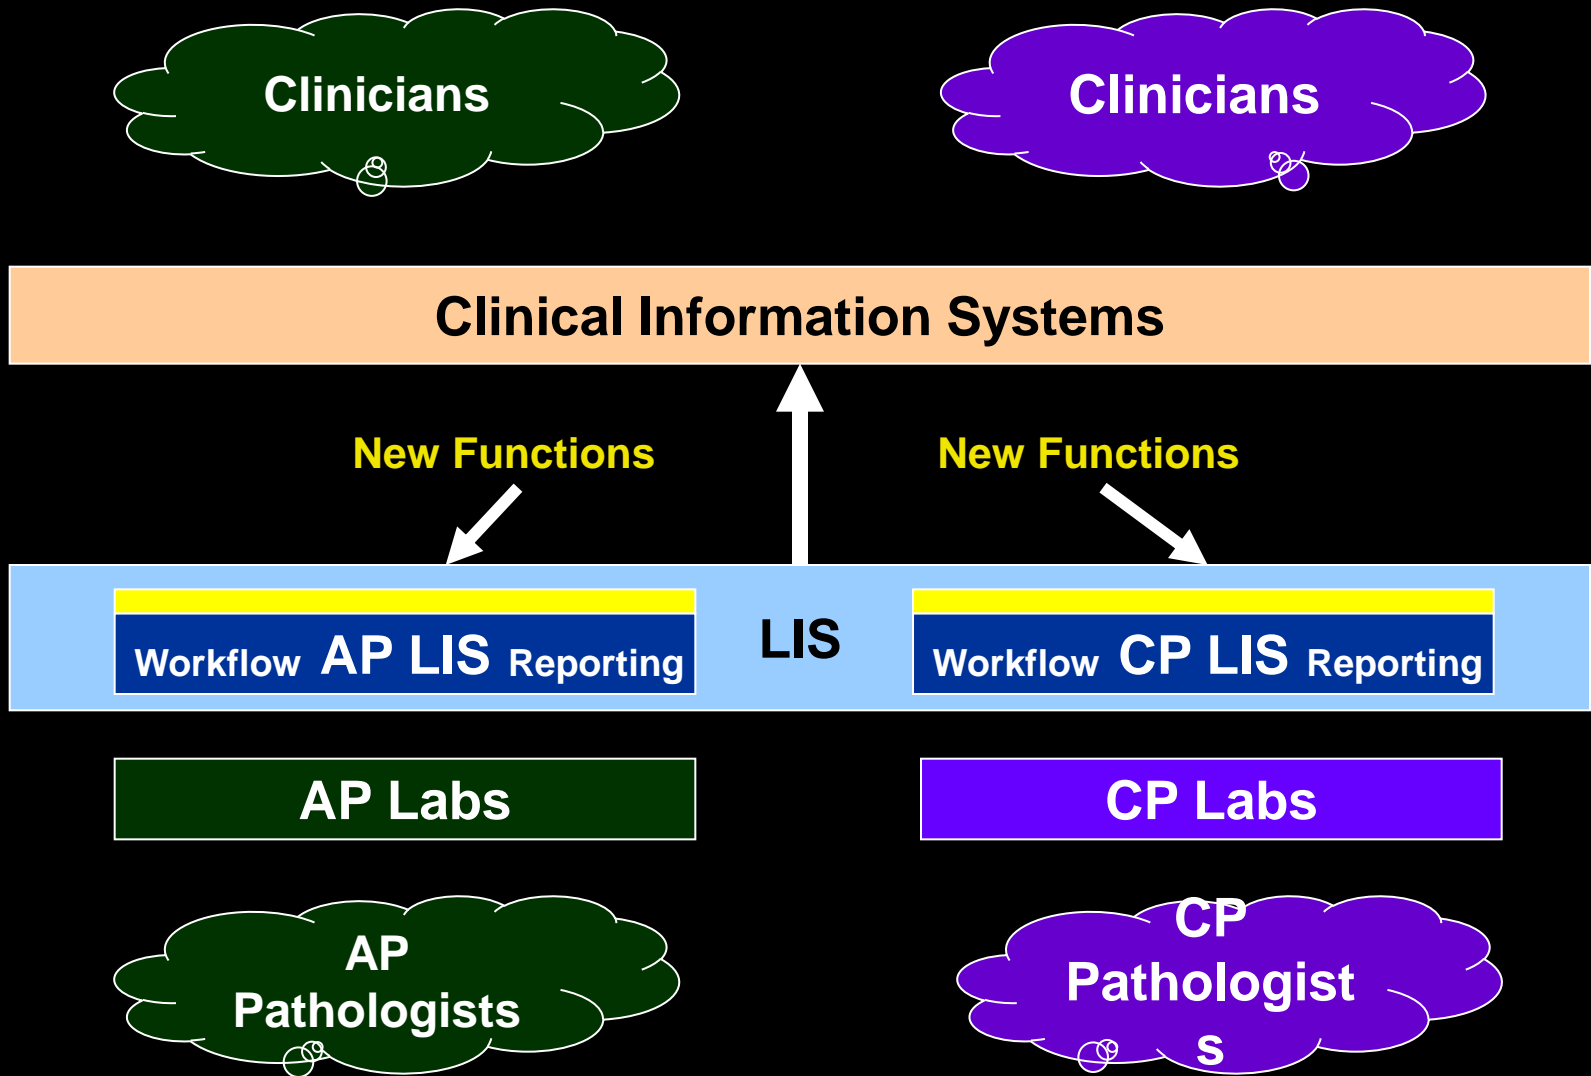 Clinicians
Clinicians
Clinical Information Systems
New Functions
New Functions
Workflow AP LIS Reporting
LIS
Workflow CP LIS Reporting
AP Labs
CP Labs
AP
Pathologists
CP
Pathologist
s